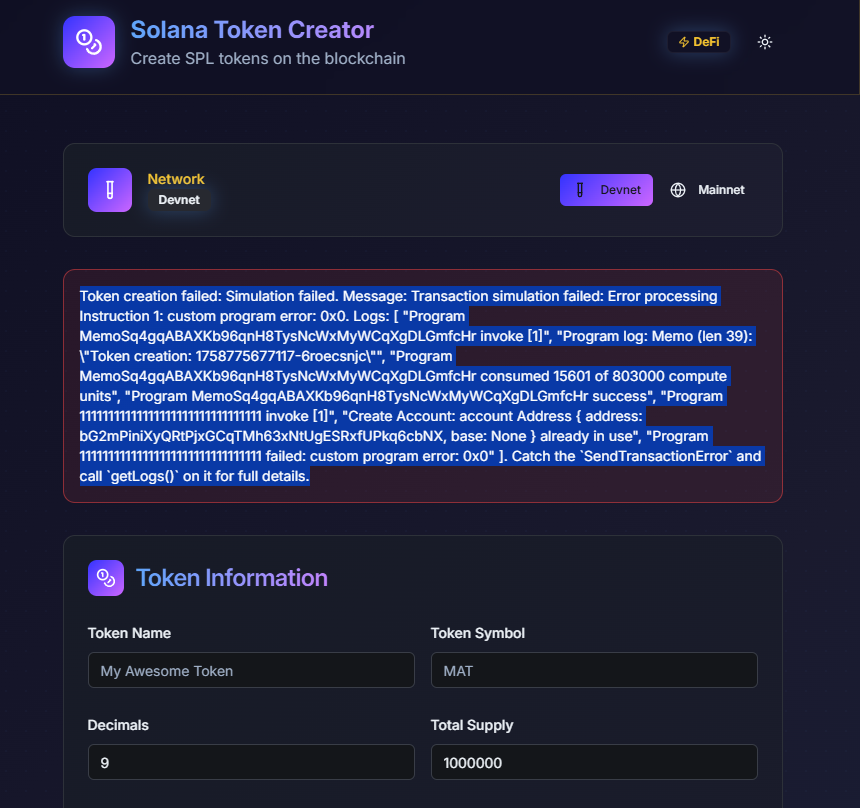 Solana Token Creator
Create SPL tokens on the blockchain
DeFi
Network
Devnet
Devnet
Mainnet
Token creation failed: Simulation failed. Message: Transaction simulation failed: Error processing
Instruction 1: custom program error: 0x0. Logs: [ "Program
MemoSq4gqABAXKb96qnH8TysNcWxMyWCqXgDLGmfcHr invoke [1]", "Program log: Memo (len 39):
\"Token creation: 1758775677117-6roecsnjc\"", "Program
MemoSq4gqABAXKb96qnH8TysNcWxMyWCqXgDLGmfcHr consumed 15601 of 803000 compute
units", "Program MemoSq4gqABAXKb96qnH8TysNcWxMyWCqXgDLGmfcHr success", "Program
11111111111111111111111111111111 invoke [1]", "Create Account: account Address { address:
bG2mPiniXyQRtPjxGCqTMh63xNtUgESRxfUPkq6cbNX, base: None } already in use", "Program
11111111111111111111111111111111 failed: custom program error: 0x0" ]. Catch the `SendTransactionError` and
call `getLogs()` on it for full details.
Token Information
Token Name
Token Symbol
My Awesome Token
MAT
Decimals
Total Supply
9
1000000